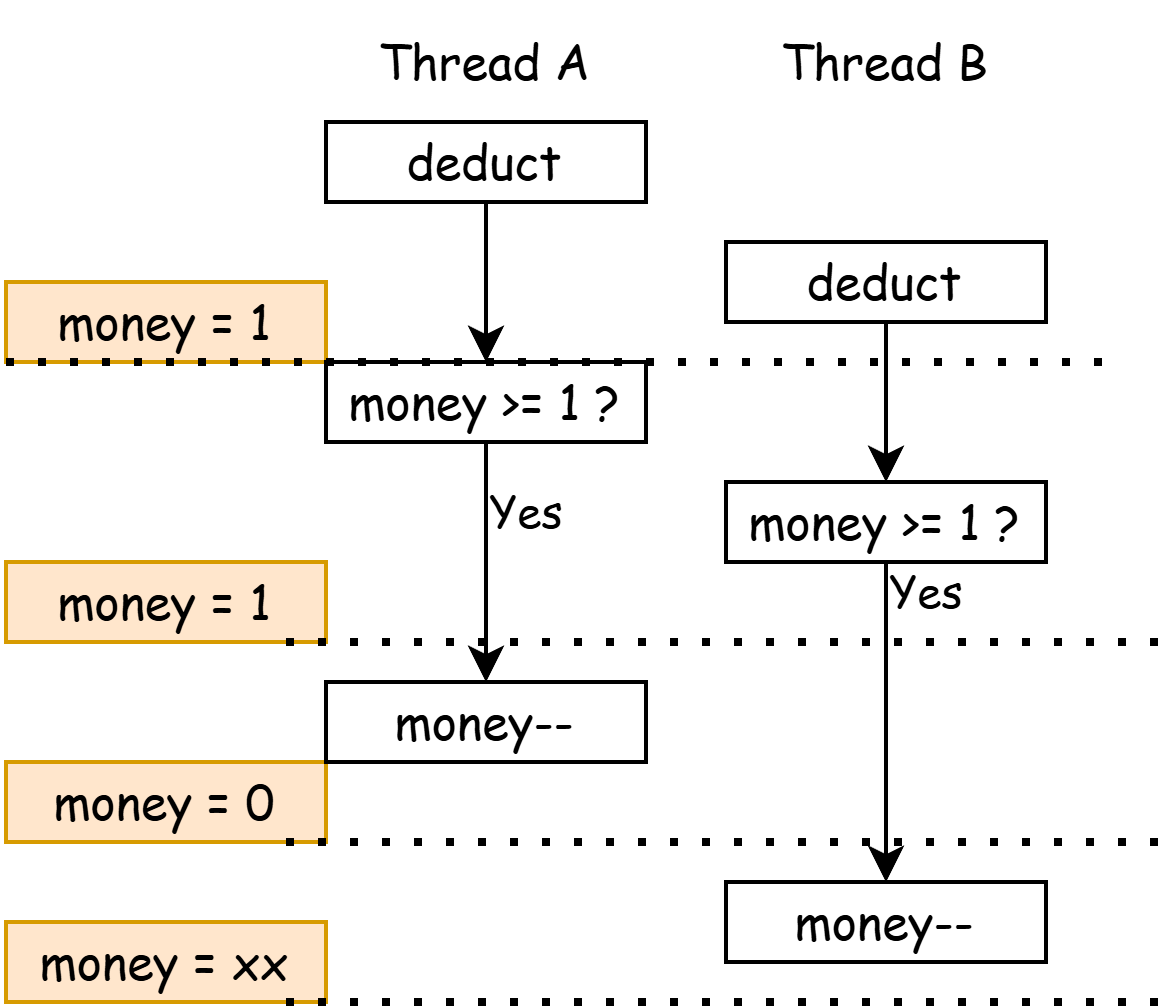 Thread A
Thread B
deduct
deduct
money = 1
money >= 1 ?
Yes
money >= 1 ?
money = 1
Yes
money--
money = 0
money--
money = xx